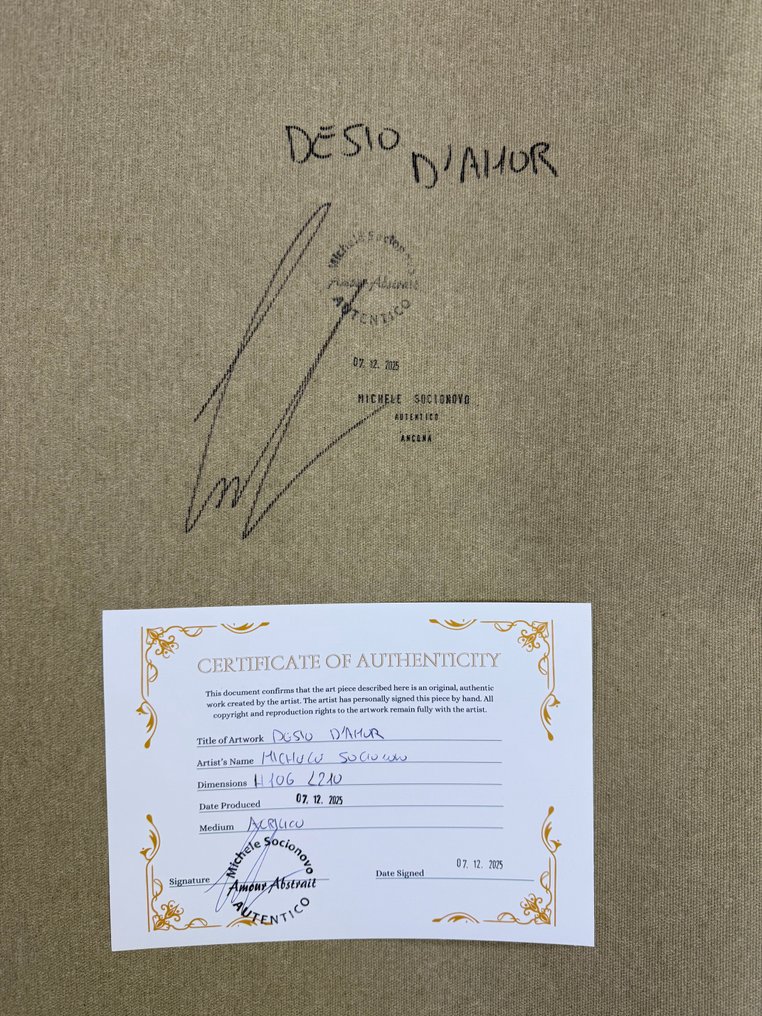 DESIO
D'AMOR
Michele Socionovo
Amour Abstrait
AUTENTICO
07. 12. 2025
MICHELE SOCIONOVO
AUTENTICO
ANCONA
CERTIFICATE OF AUTHENTICITY
This document confirms that the art piece described here is an original, authentic
work created by the artist. The artist has personally signed this piece by hand. All
copyright and reproduction rights to the artwork remain fully with the artist.
Title of Artwork DESIO D'AMOR
Artist's Name MICHELE SOCIONOVO
Dimensions H106 L210
Date Produced 07. 12. 2025
Medium ACRILICO
Michele Socionovo
Signature Amour Abstrait
AUTENTICO
Date Signed 07. 12. 2025